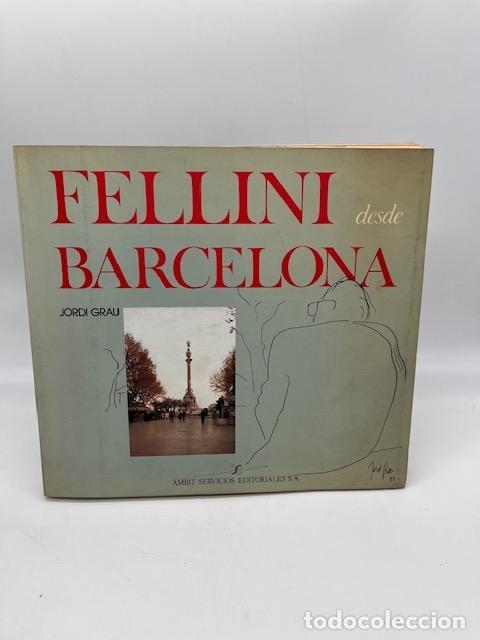 FELLINI desde
BARCELONA
JORDI GRAU
AMBIT SERVICIOS EDITORIALES S.A.
todocoleccion